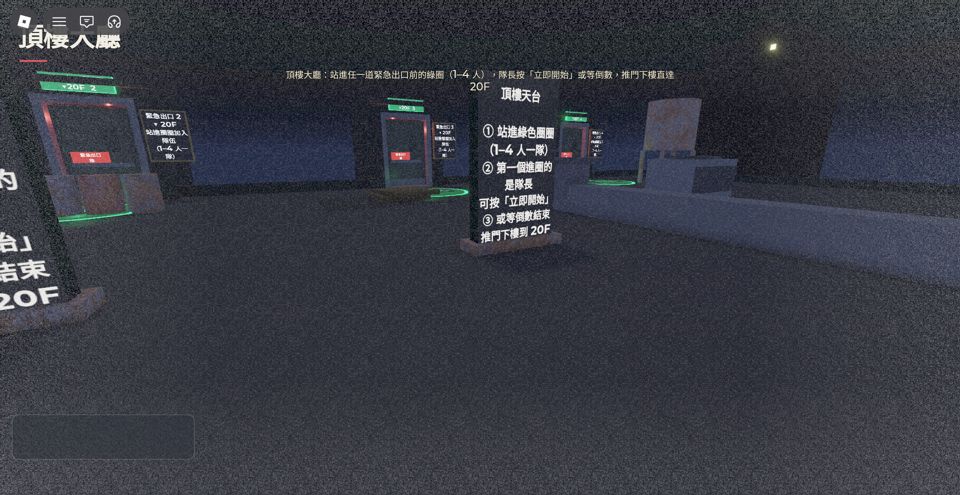 頂樓大廳
頂樓大廳：站進任一道緊急出口前的綠圈（1–4 人），隊長按「立即開始」或等倒數，推門下樓直達
20F
▼20F 2
緊急出口 2
▼ 20F
站進圈圈加入
隊伍
（1–4 人一
隊）
緊急出口
頂樓天台
① 站進綠色圈圈
（1–4 人一隊）
② 第一個進圈的
是隊長
可按「立即開始」
③ 或等倒數結束
推門下樓到 20F
緊急出口 3
▼ 20F
的
始」
結束
20F